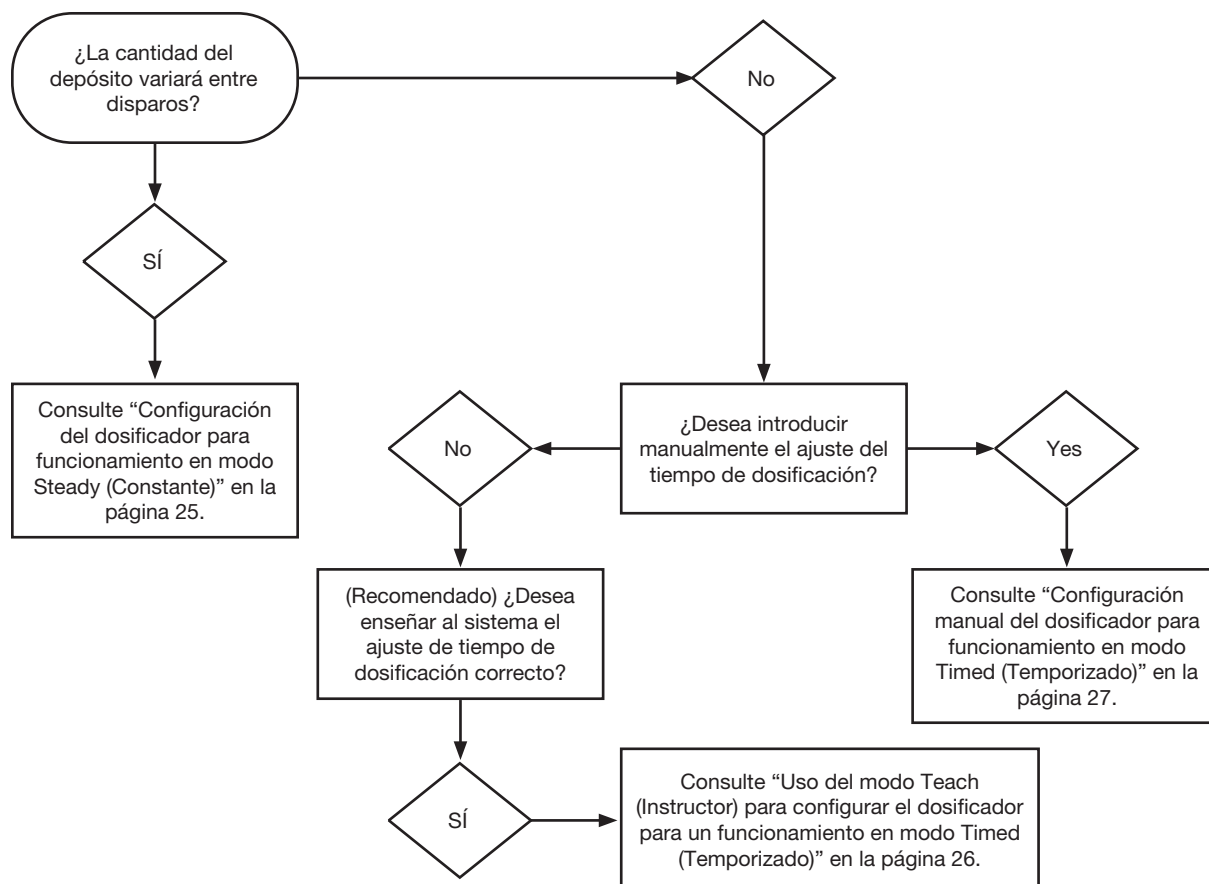 ¿La cantidad del
depósito variará entre
disparos?
No
SÍ
Consulte “Configuración
del dosificador para
funcionamiento en modo
Steady (Constante)” en la
página 25.
No
¿Desea introducir
manualmente el ajuste del
tiempo de dosificación?
Yes
(Recomendado) ¿Desea
enseñar al sistema el
ajuste de tiempo de
dosificación correcto?
Consulte “Configuración
manual del dosificador para
funcionamiento en modo
Timed (Temporizado)” en la
página 27.
SÍ
Consulte “Uso del modo Teach
(Instructor) para configurar el dosificador
para un funcionamiento en modo Timed
(Temporizado)” en la página 26.